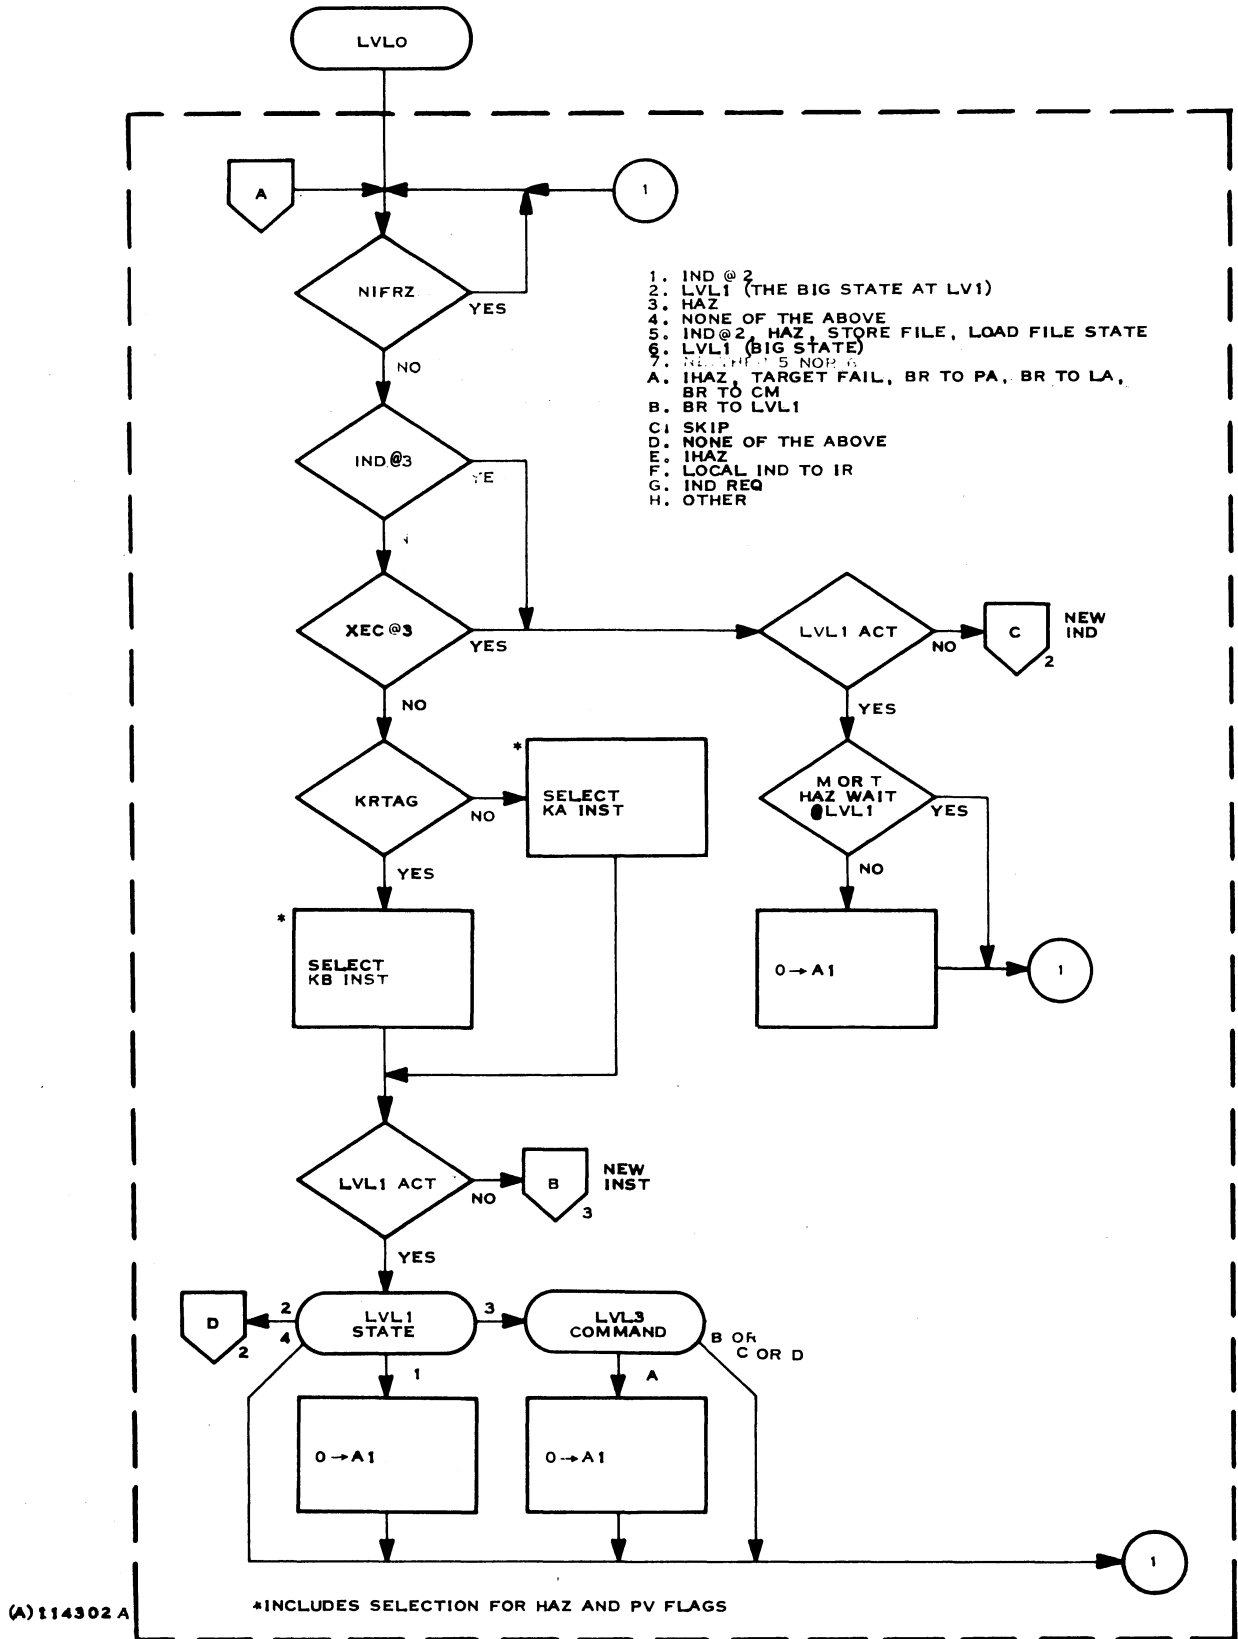 LVL0
A
1
NIFRZ
YES
NO
1. IND @ 2
2. LVL1 (THE BIG STATE AT LV1)
3. HAZ
4. NONE OF THE ABOVE
5. IND@2, HAZ, STORE FILE, LOAD FILE STATE
6. LVL1 (BIG STATE)
7. 5 NOR
A. IHAZ, TARGET FAIL, BR TO PA, BR TO LA,
BR TO CM
B. BR TO LVL1
C. SKIP
D. NONE OF THE ABOVE
E. IHAZ
F. LOCAL IND TO IR
G. IND REQ
H. OTHER
IND @3
YE
XEC @3
YES
NO
LVL1 ACT
NO
C
2
NEW
IND
YES
KRTAG
NO
YES
*
SELECT
KA INST
M OR T
HAZ WAIT
@LVL1
YES
NO
*
SELECT
KB INST
0→A1
1
LVL1 ACT
NO
B
3
NEW
INST
YES
D
2
2
4
LVL1
STATE
3
1
LVL3
COMMAND
B OR
C OR D
A
0→A1
0→A1
1
*INCLUDES SELECTION FOR HAZ AND PV FLAGS
(A)114302A